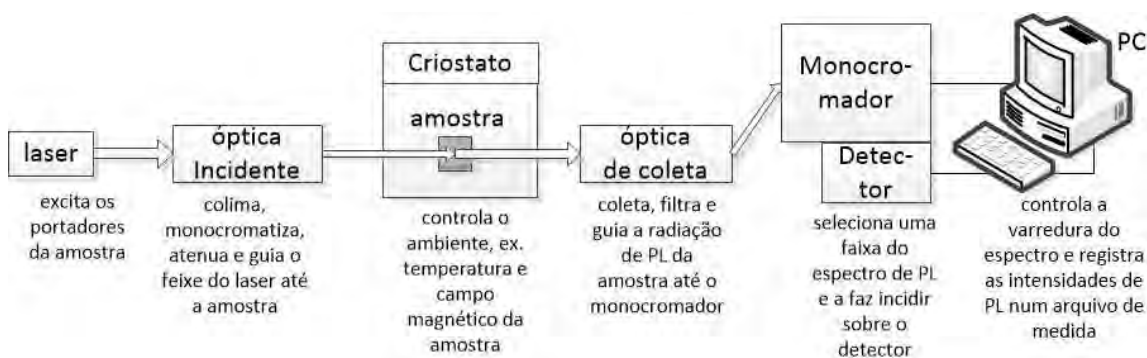 laser
excita os
portadores
da amostra
óptica
Incidente
colima,
monocromatiza,
atenua e guia o
feixe do laser até
a amostra
Criostato
amostra
controla o
ambiente, ex.
temperatura e
campo
magnético da
amostra
óptica
de coleta
coleta, filtra e
guia a radiação
de PL da
amostra até o
monocromador
Monocro-
mador
Detec-
tor
seleciona uma
faixa do
espectro de PL
e a faz incidir
sobre o
detector
PC
controla a
varredura do
espectro e registra
as intensidades de
PL num arquivo de
medida